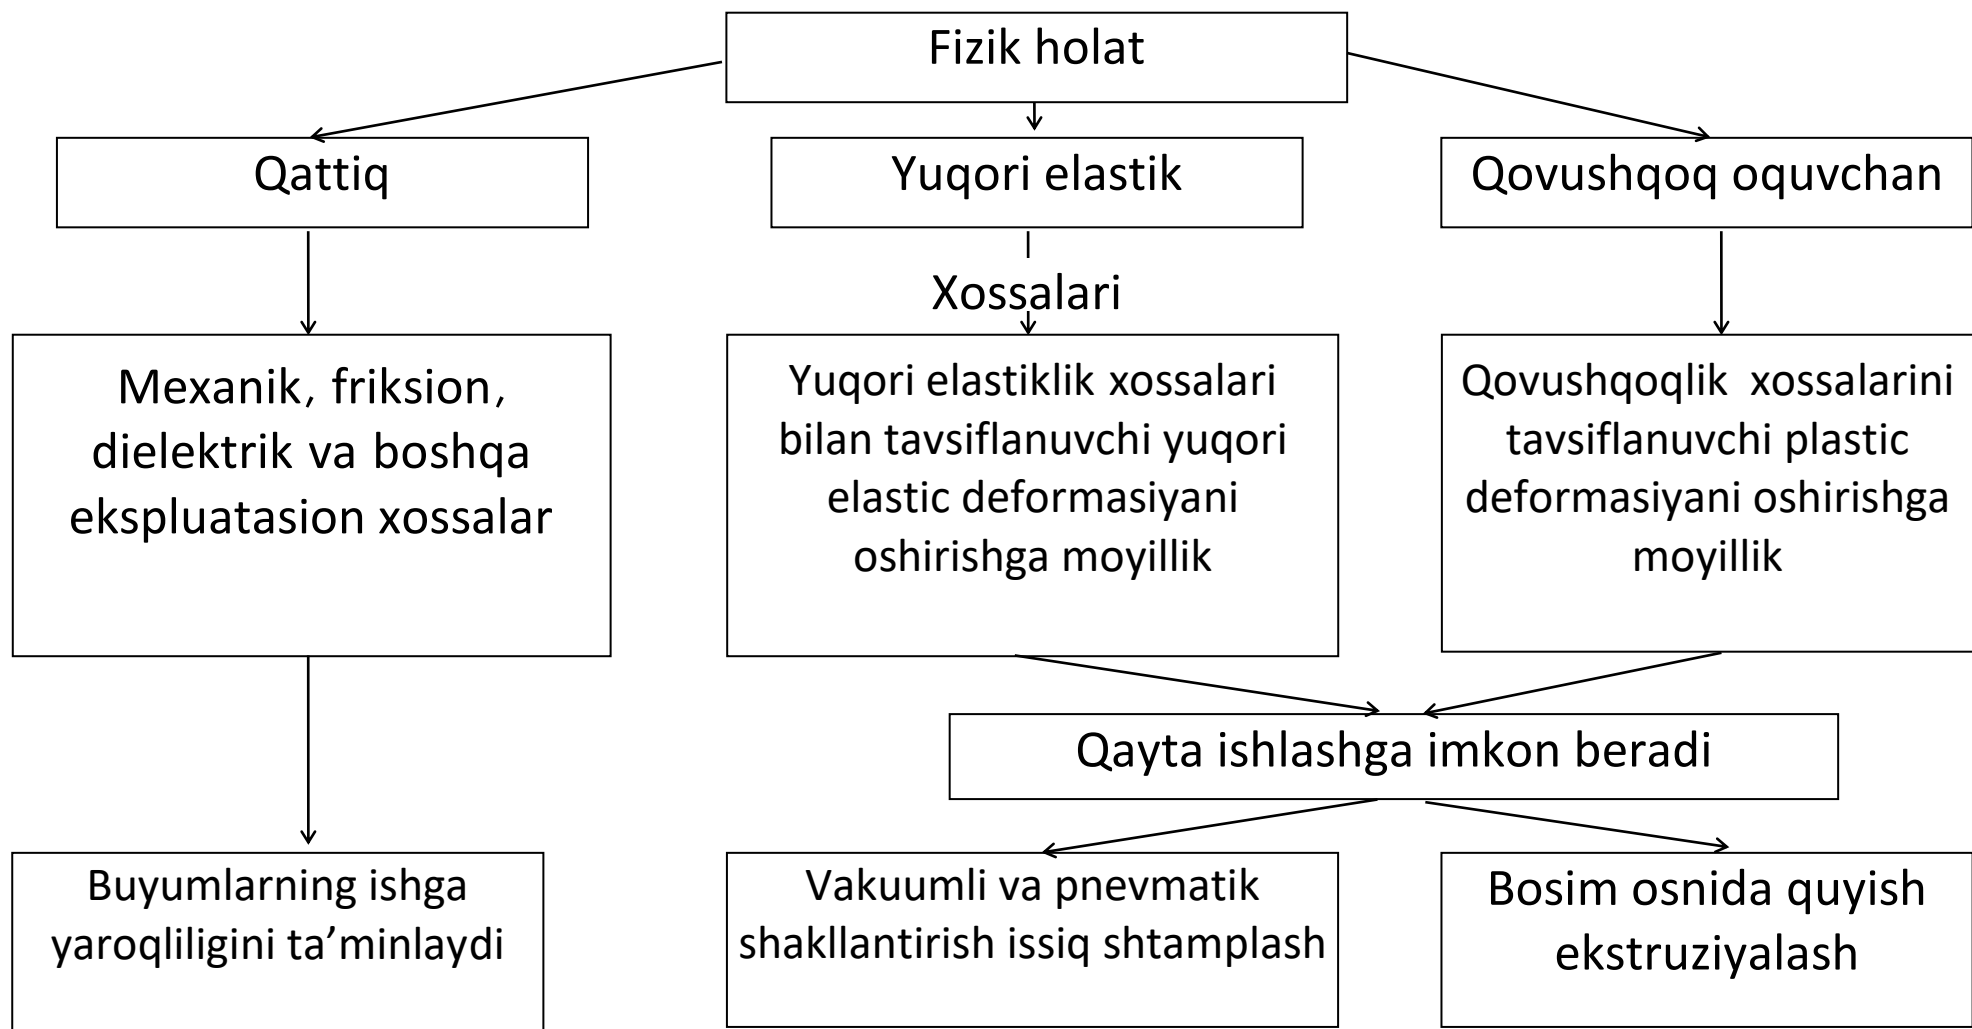 Fizik holat
Qattiq
Yuqori elastik
Qovushqoq oquvchan
Xossalari
Mexanik, friksion,
dielektrik va boshqa
ekspluatasion xossalar
Yuqori elastiklik xossalari
bilan tavsiflanuvchi yuqori
elastic deformasiyani
oshirishga moyillik
Qovushqoqlik xossalarini
tavsiflanuvchi plastic
deformasiyani oshirishga
moyillik
Qayta ishlashga imkon beradi
Buyumlarning ishga
yaroqliligini ta’minlaydi
Vakuumli va pnevmatik
shakllantirish issiq shtamplash
Bosim osnida quyish
ekstruziyalash